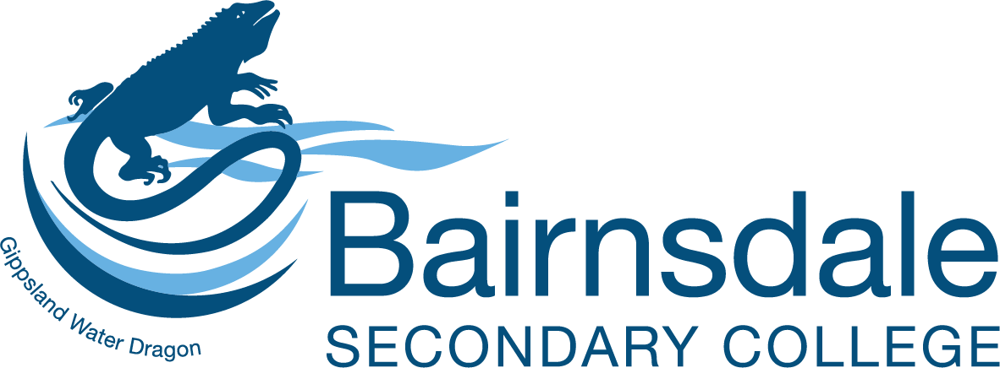 Bairnsdale
SECONDARY COLLEGE
Gippsland Water Dragon